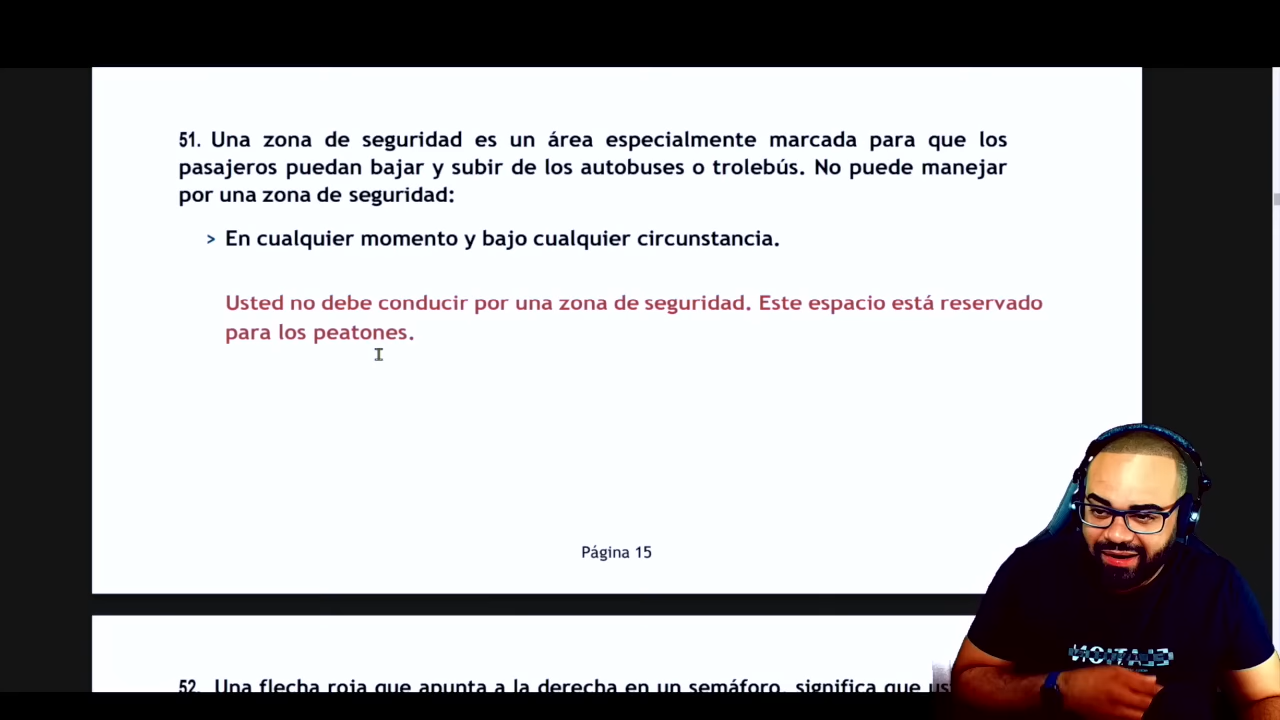 51. Una zona de seguridad es un área especialmente marcada para que los
pasajeros puedan bajar y subir de los autobuses o trolebús. No puede manejar
por una zona de seguridad:
> En cualquier momento y bajo cualquier circunstancia.
Usted no debe conducir por una zona de seguridad. Este espacio está reservado
para los peatones.
Página 15
52. Una flecha roja que apunta a la derecha en un semáforo, significa que